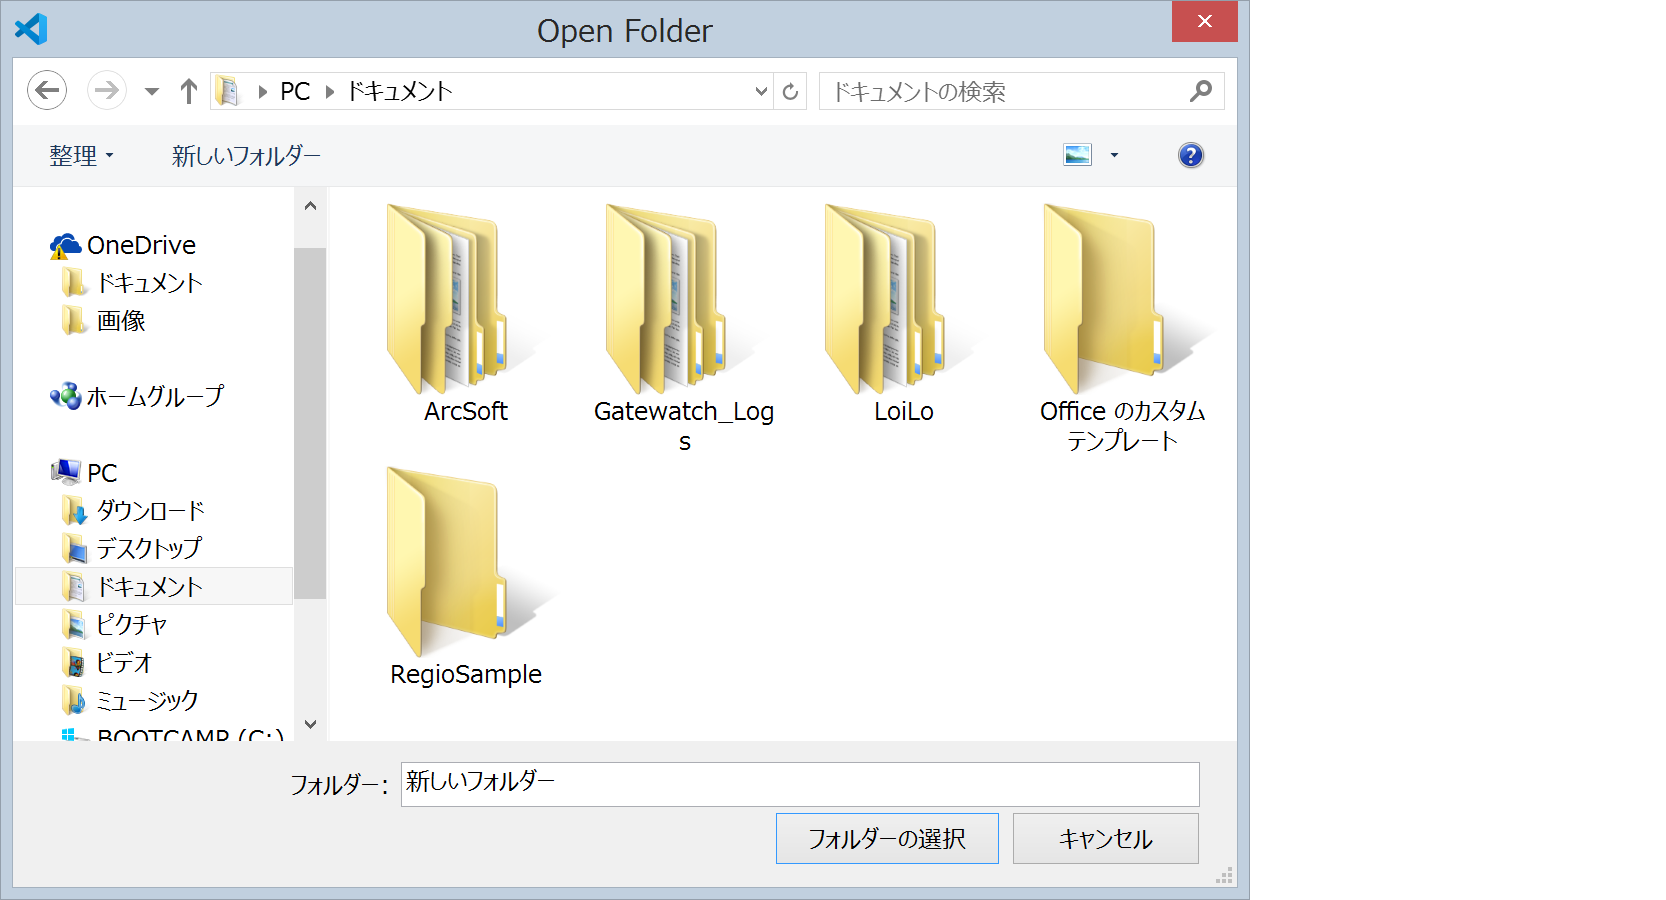 Open Folder
PC ドキュメント
ドキュメントの検索
整理
新しいフォルダー
OneDrive
ドキュメント
画像
ホームグループ
PC
ダウンロード
デスクトップ
ドキュメント
ピクチャ
ビデオ
ミュージック
BOOTCAMP (C:)
ArcSoft
Gatewatch_Log
s
LoiLo
Office のカスタム
テンプレート
RegioSample
フォルダー:
新しいフォルダー
フォルダーの選択
キャンセル